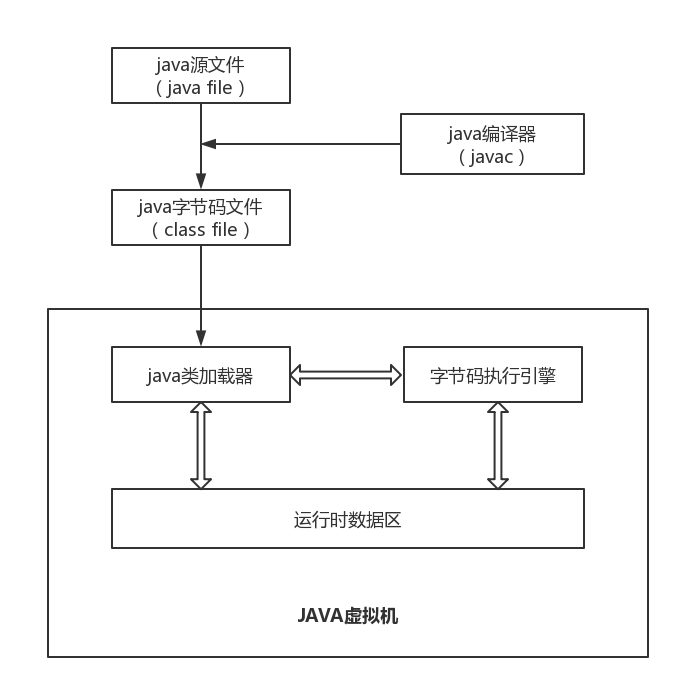 java源文件
（ java file ）
java编译器
（ javac ）
java字节码文件
（ class file ）
java类加载器
字节码执行引擎
运行时数据区
JAVA虚拟机